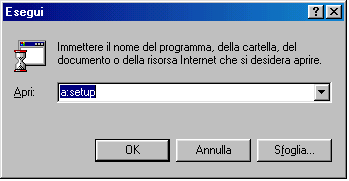 Esegui
Immettere il nome del programma, della cartella, del
documento o della risorsa Internet che si desidera aprire.
Apri: a:setup
OK Annulla Sfoglia...